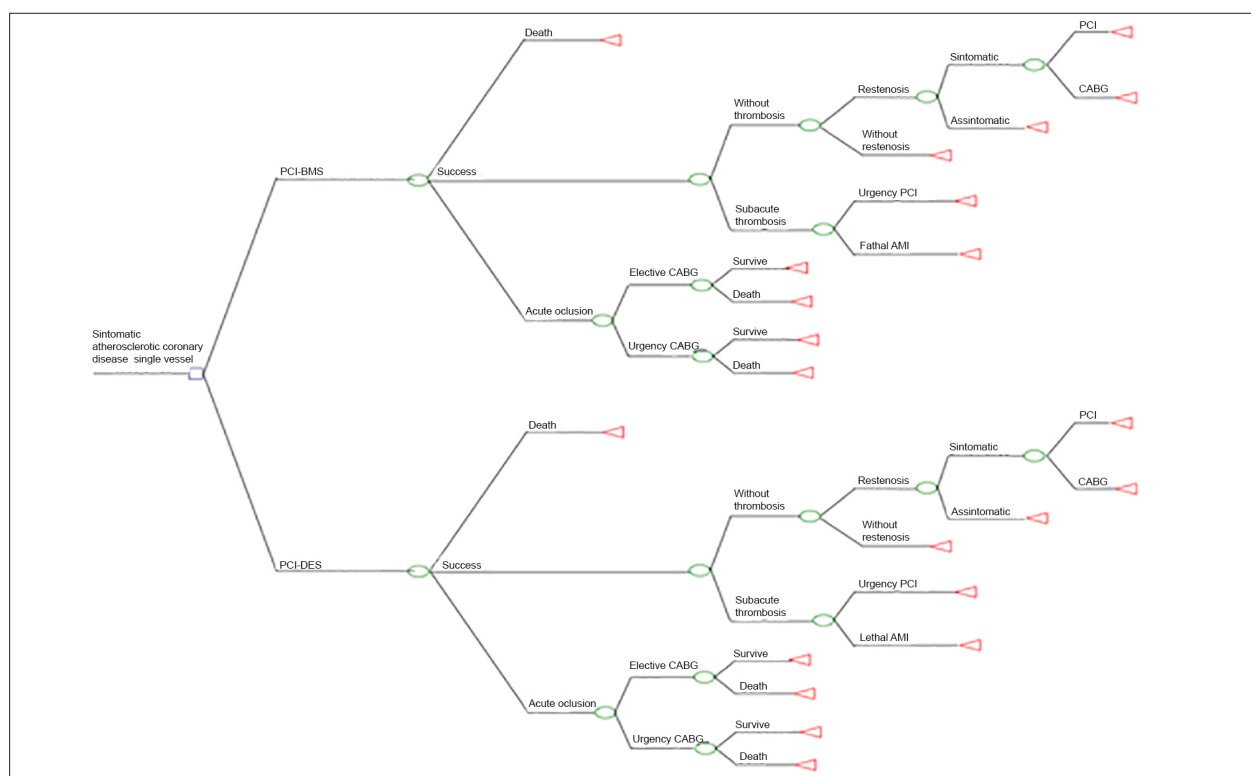 Sintomatic
atherosclerotic coronary
disease single vessel
PCI-BMS
Death
Success
Without
thrombosis
Restenosis
Sintomatic
PCI
CABG
Assintomatic
Without
restenosis
Subacute
thrombosis
Urgency PCI
Fathal AMI
Acute oclusion
Elective CABG
Survive
Death
Urgency CABG
Survive
Death
PCI-DES
Death
Success
Without
thrombosis
Restenosis
Sintomatic
PCI
CABG
Assintomatic
Without
restenosis
Subacute
thrombosis
Urgency PCI
Lethal AMI
Acute oclusion
Elective CABG
Survive
Death
Urgency CABG
Survive
Death